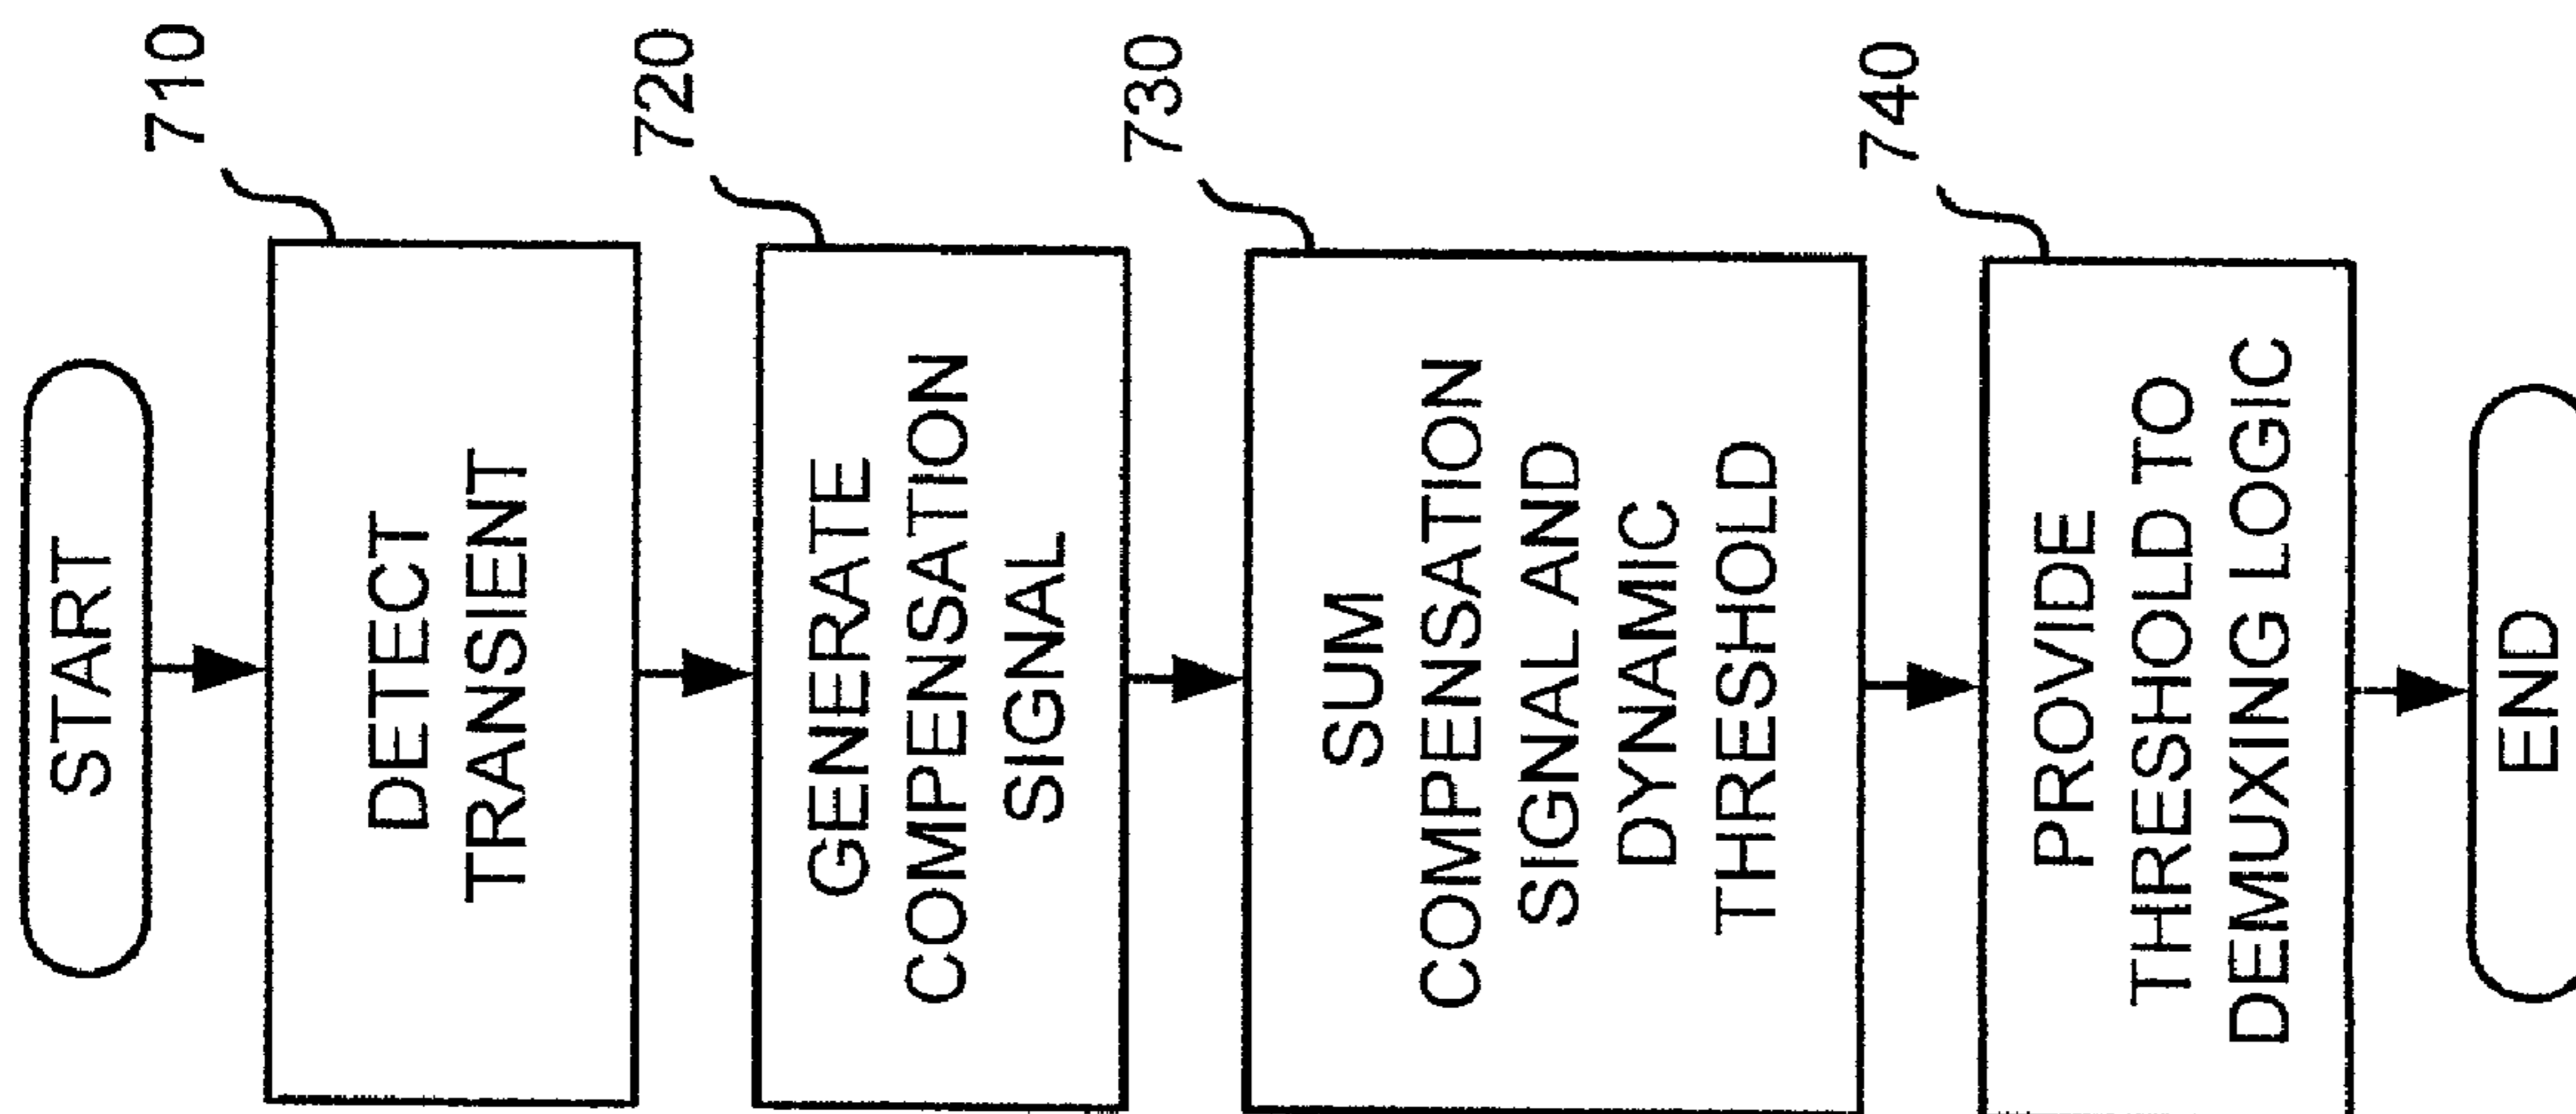 START
710
DETECT
TRANSIENT
720
GENERATE
COMPENSATION
SIGNAL
730
SUM
COMPENSATION
SIGNAL AND
DYNAMIC
THRESHOLD
740
PROVIDE
THRESHOLD TO
DEMUXING LOGIC
END